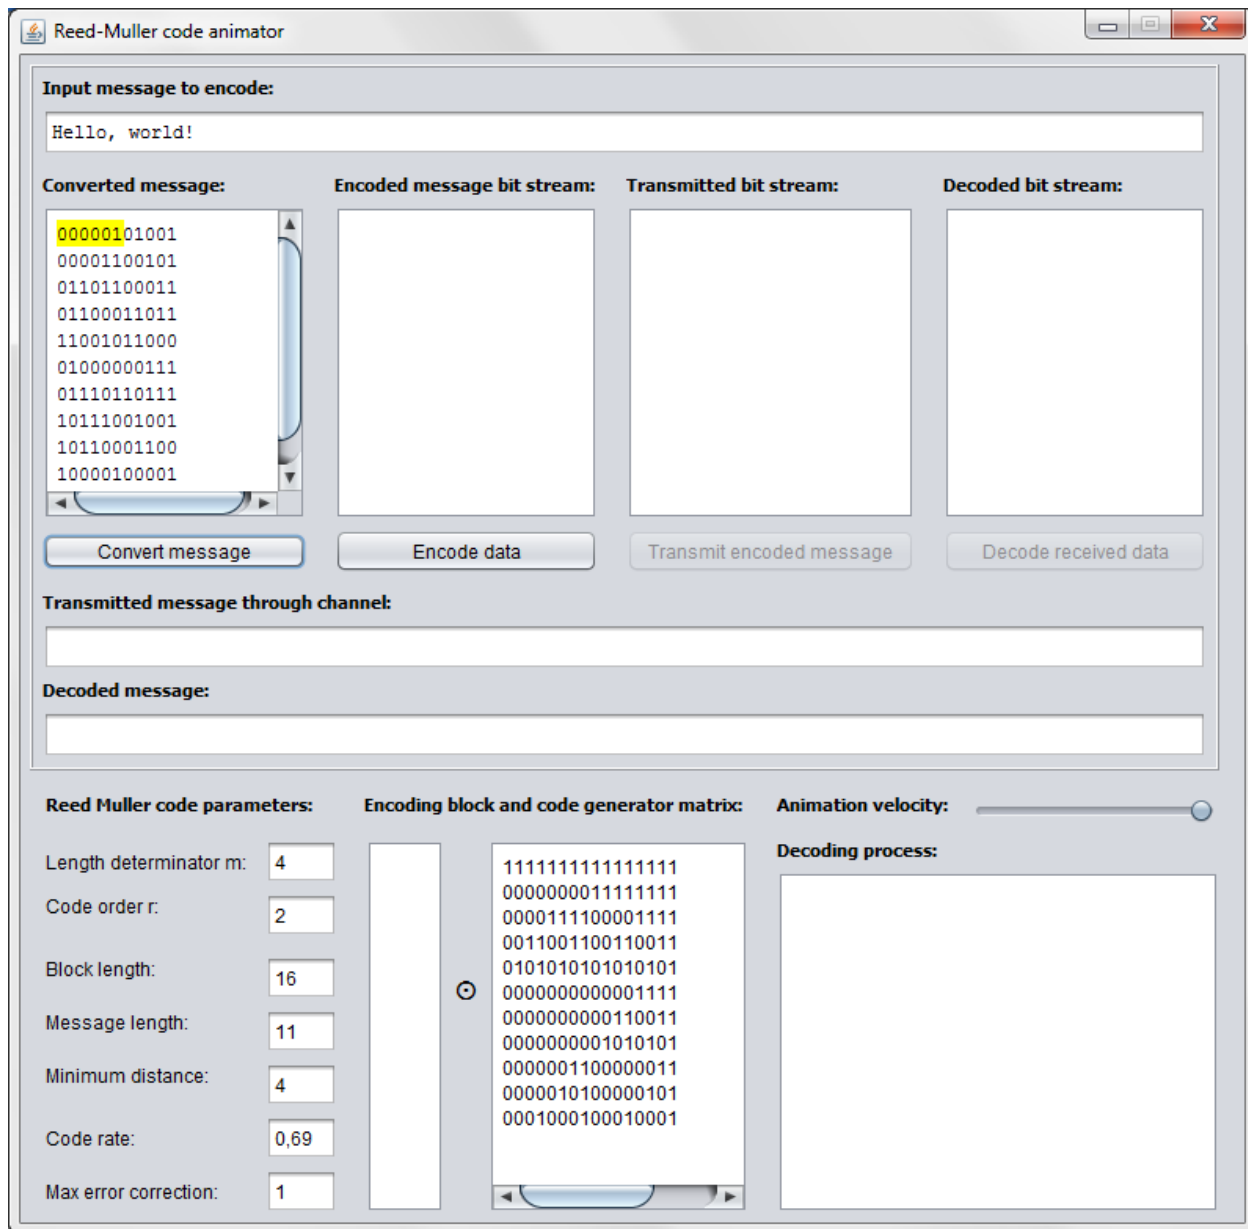 Reed-Muller code animator
Input message to encode:
Hello, world!
Converted message: Encoded message bit stream: Transmitted bit stream: Decoded bit stream:
00000101001
00001100101
01101100011
01100011011
11001011000
01000000111
01110110111
10111001001
10110001100
10000100001
Convert message Encode data Transmit encoded message Decode received data
Transmitted message through channel:
Decoded message:
Reed Muller code parameters: Encoding block and code generator matrix: Animation velocity:
Decoding process:
Length determinator m: 4
Code order r: 2
Block length: 16
Message length: 11
Minimum distance: 4
Code rate: 0,69
Max error correction: 1
⊙
1111111111111111
0000000011111111
0000111100001111
0011001100110011
0101010101010101
0000000000001111
0000000000110011
0000000001010101
0000001100000011
0000010100000101
0001000100010001